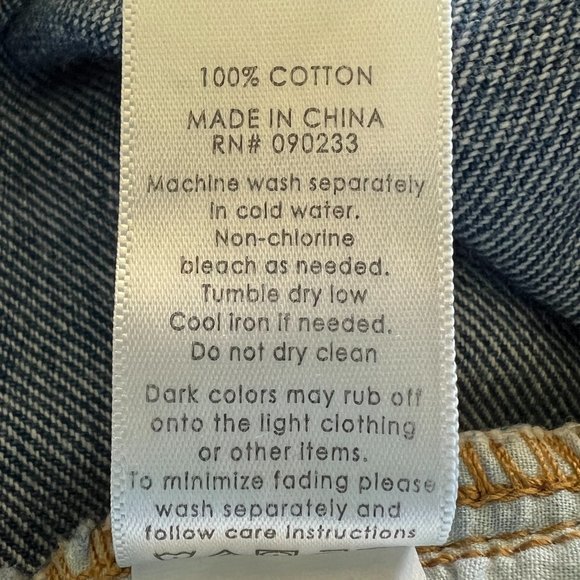 100% COTTON
MADE IN CHINA
RN# 090233
Machine wash separately
in cold water.
Non-chlorine
bleach as needed.
Tumble dry low
Cool iron if needed.
Do not dry clean
Dark colors may rub off
onto the light clothing
or other items.
To minimize fading please
wash separately and
follow care instructions